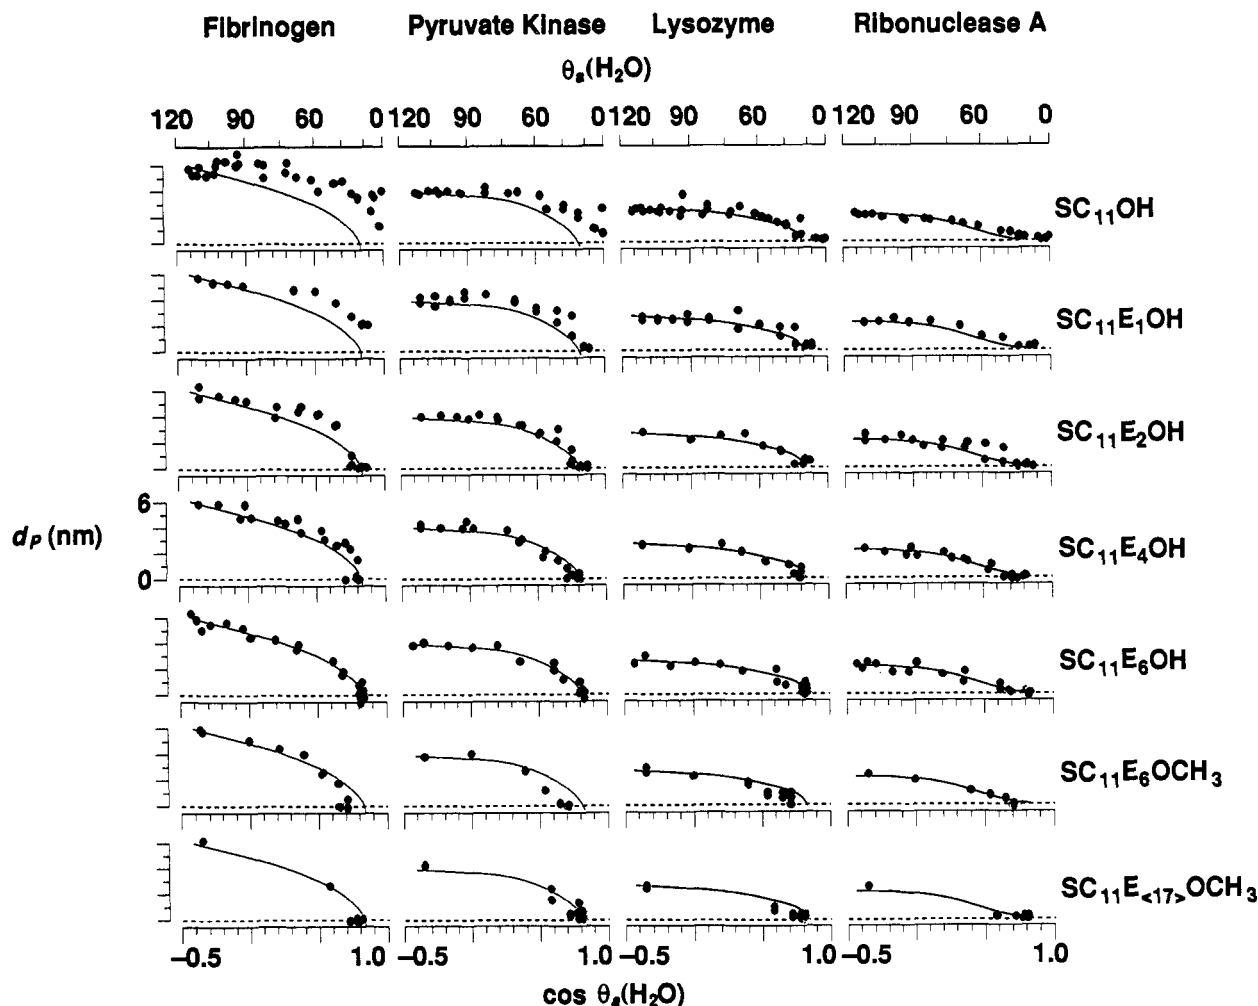 Fibrinogen Pyruvate Kinase Lysozyme Ribonuclease A
θₐ(H₂O)
120 90 60 0 120 90 60 0 120 90 60 0 120 90 60 0
SC₁₁OH
SC₁₁E₁OH
SC₁₁E₂OH
6
dₚ (nm)
SC₁₁E₄OH
0
SC₁₁E₆OH
SC₁₁E₆OCH₃
SC₁₁E<₁₇>OCH₃
–0.5 1.0 –0.5 1.0 –0.5 1.0 –0.5 1.0
cos θₐ(H₂O)